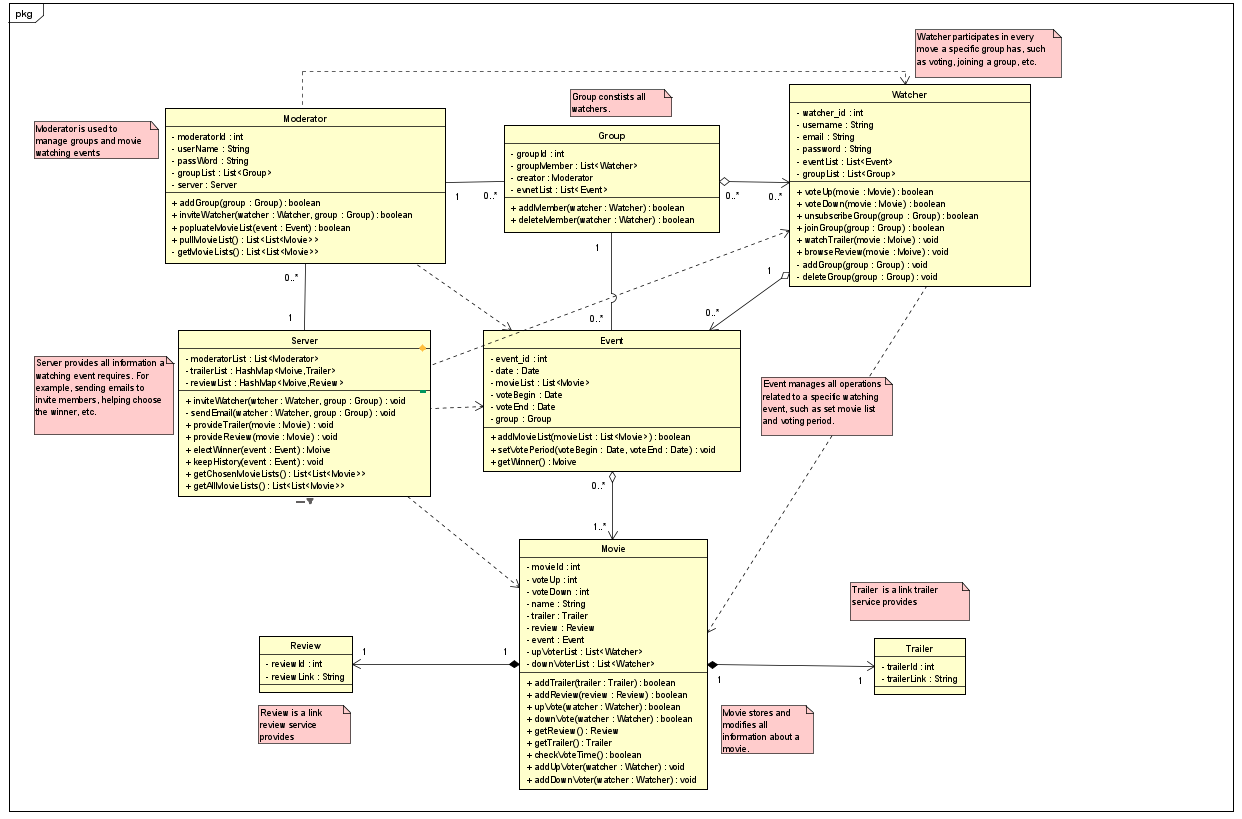 pkg
Watcher participates in every
move a specific group has, such
as voting, joining a group, etc.
Group constists all
watchers.
Moderator is used to
manage groups and movie
watching events
Moderator
- moderatorId : int
- userName : String
- passWord : String
- groupList : List<Group>
- server : Server
+ addGroup(group : Group) : boolean
+ inviteWatcher(watcher : Watcher, group : Group) : boolean
+ popluateMovieList(event : Event) : boolean
+ pullMovieList() : List<List<Movie>>
- getMovieLists() : List<List<Movie>>
1
0..*
Group
- groupId : int
- groupMember : List<Watcher>
- creator : Moderator
- evnetList : List<Event>
+ addMember(watcher : Watcher) : boolean
+ deleteMember(watcher : Watcher) : boolean
0..*
0..*
Watcher
- watcher_id : int
- username : String
- email : String
- password : String
- eventList : List<Event>
- groupList : List<Group>
+ voteUp(movie : Movie) : boolean
+ voteDown(movie : Movie) : boolean
+ unsubscribeGroup(group : Group) : boolean
+ joinGroup(group : Group) : boolean
+ watchTrailer(movie : Moive) : void
+ browseReview(movie : Moive) : void
- addGroup(group : Group) : void
- deleteGroup(group : Group) : void
0..*
1
1
0..*
1
0..*
Server provides all information a
watching event requires. For
example, sending emails to
invite members, helping choose
the winner, etc.
Server
- moderatorList : List<Moderator>
- trailerList : HashMap<Moive,Trailer>
- reviewList : HashMap<Moive,Review>
+ inviteWatcher(wtcher : Watcher, group : Group) : void
- sendEmail(watcher : Watcher, group : Group) : void
+ provideTrailer(movie : Movie) : void
+ provideReview(movie : Movie) : void
+ electWinner(event : Event) : Moive
+ keepHistory(event : Event) : void
+ getChosenMovieLists() : List<List<Movie>>
+ getAllMovieLists() : List<List<Movie>>
Event
- event_id : int
- date : Date
- movieList : List<Movie>
- voteBegin : Date
- voteEnd : Date
- group : Group
+ addMovieList(movieList : List<Movie>) : boolean
+ setVotePeriod(voteBegin : Date, voteEnd : Date) : void
+ getWinner() : Moive
Event manages all operations
related to a specific watching
event, such as set movie list
and voting period.
0..*
1..*
Movie
- movieId : int
- voteUp : int
- voteDown : int
- name : String
- trailer : Trailer
- review : Review
- event : Event
- upVoterList : List<Watcher>
- downVoterList : List<Watcher>
+ addTrailer(trailer : Trailer) : boolean
+ addReview(review : Review) : boolean
+ upVote(watcher : Watcher) : boolean
+ downVote(watcher : Watcher) : boolean
+ getReview() : Review
+ getTrailer() : Trailer
+ checkVoteTime() : boolean
+ addUpVoter(watcher : Watcher) : void
+ addDownVoter(watcher : Watcher) : void
Trailer is a link trailer
service provides
Review
- reviewId : int
- reviewLink : String
1
1
Trailer
- trailerId : int
- trailerLink : String
1
1
Review is a link
review service
provides
Movie stores and
modifies all
information about a
movie.